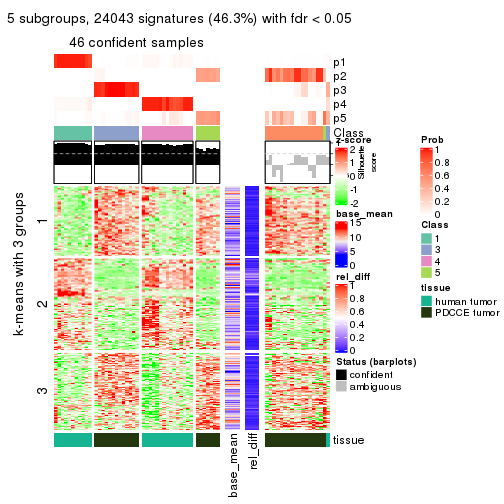 5 subgroups, 24043 signatures (46.3%) with fdr < 0.05
46 confident samples
p1
p2
p3
p4
p5
Class
Silhouette
score
k-means with 3 groups
1
2
3
tissue
base_mean
rel_diff
z-score
2
1
0
-1
-2
base_mean
15
10
5
0
rel_diff
1
0.8
0.6
0.4
0.2
0
Status (barplots)
confident
ambiguous
Prob
1
0.8
0.6
0.4
0.2
0
Class
1
3
4
5
tissue
human tumor
PDCCE tumor